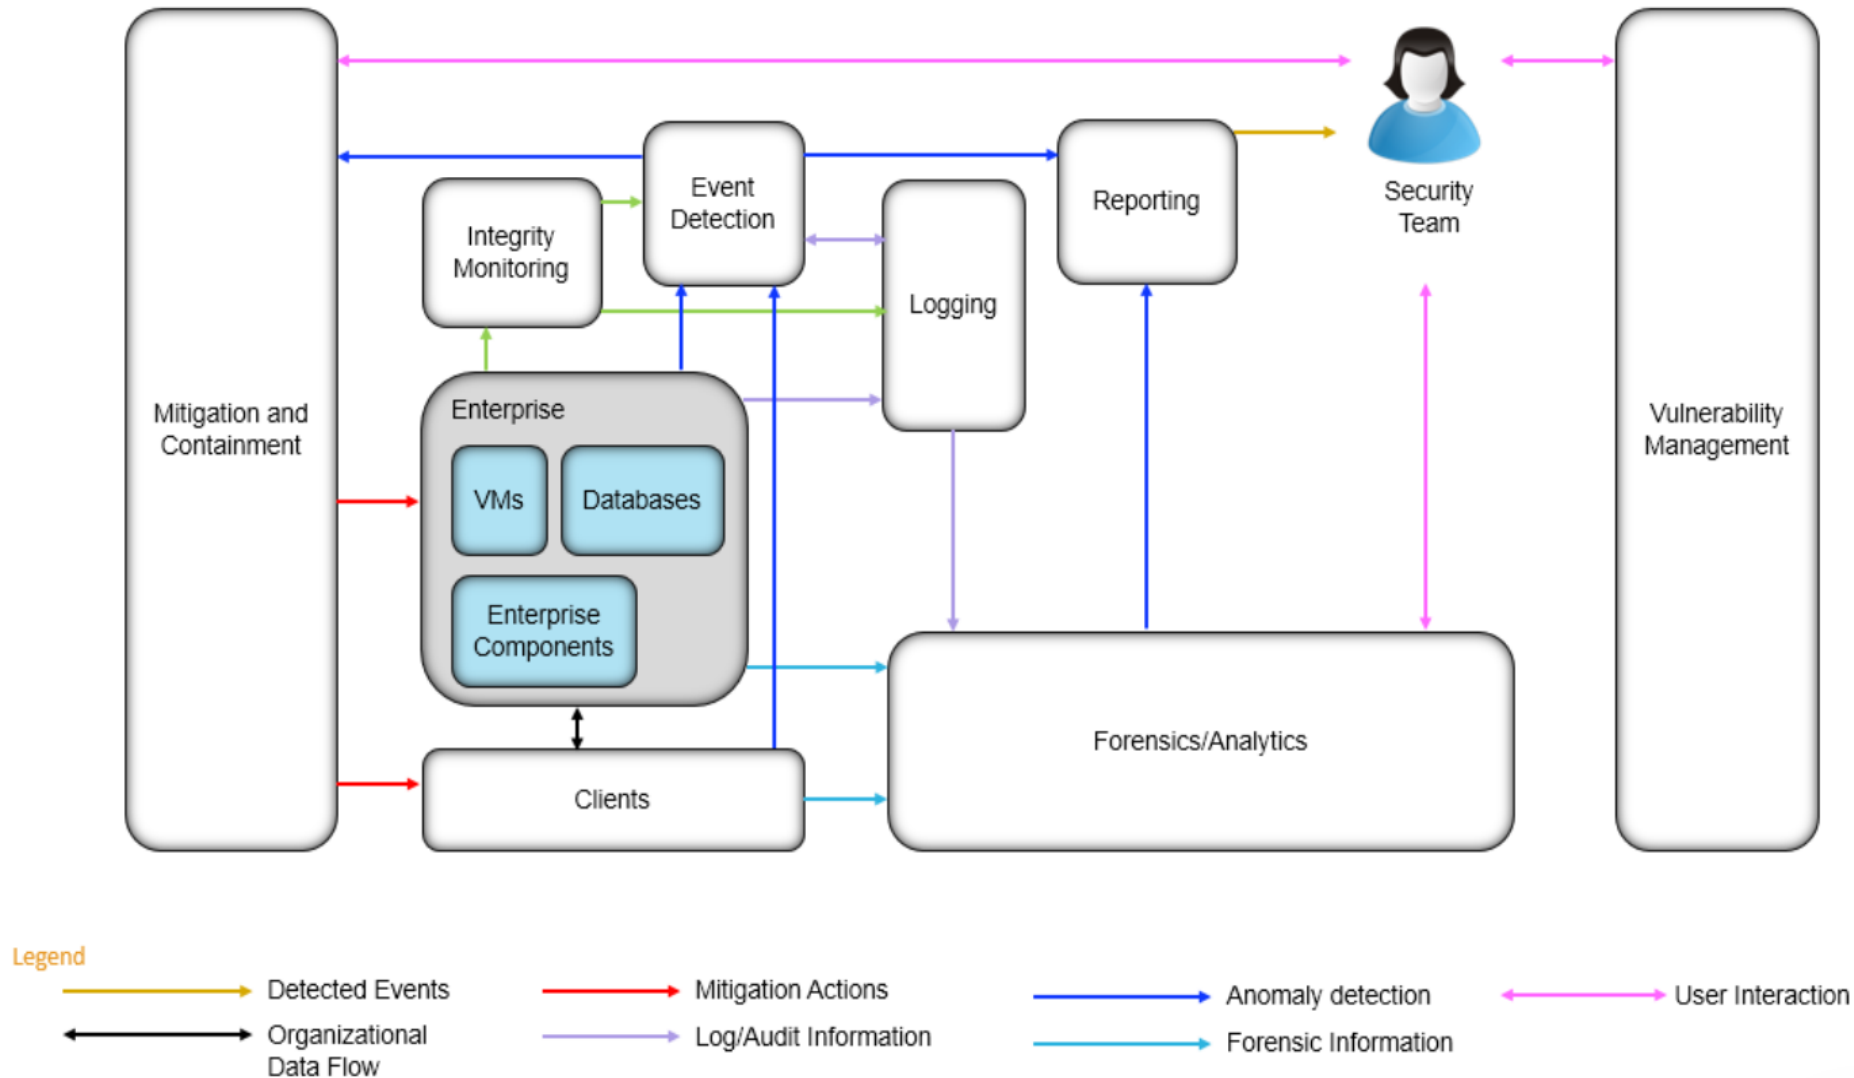 Event
Detection
Reporting
Security
Team
Integrity
Monitoring
Logging
Mitigation and
Containment
Enterprise
VMs
Databases
Enterprise
Components
Vulnerability
Management
Forensics/Analytics
Clients
Legend
Detected Events
Mitigation Actions
Anomaly detection
User Interaction
Organizational
Data Flow
Log/Audit Information
Forensic Information